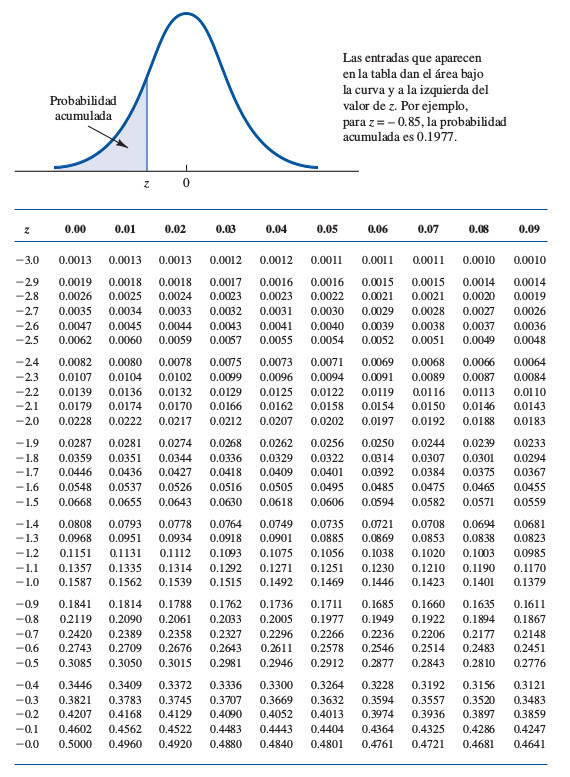 Las entradas que aparecen
en la tabla dan el área bajo
la curva y a la izquierda del
valor de z. Por ejemplo,
para z = – 0.85, la probabilidad
acumulada es 0.1977.
Probabilidad
acumulada
z 0
z 0.00 0.01 0.02 0.03 0.04 0.05 0.06 0.07 0.08 0.09
−3.0 0.0013 0.0013 0.0013 0.0012 0.0012 0.0011 0.0011 0.0011 0.0010 0.0010
−2.9 0.0019 0.0018 0.0018 0.0017 0.0016 0.0016 0.0015 0.0015 0.0014 0.0014
−2.8 0.0026 0.0025 0.0024 0.0023 0.0023 0.0022 0.0021 0.0021 0.0020 0.0019
−2.7 0.0035 0.0034 0.0033 0.0032 0.0031 0.0030 0.0029 0.0028 0.0027 0.0026
−2.6 0.0047 0.0045 0.0044 0.0043 0.0041 0.0040 0.0039 0.0038 0.0037 0.0036
−2.5 0.0062 0.0060 0.0059 0.0057 0.0055 0.0054 0.0052 0.0051 0.0049 0.0048
−2.4 0.0082 0.0080 0.0078 0.0075 0.0073 0.0071 0.0069 0.0068 0.0066 0.0064
−2.3 0.0107 0.0104 0.0102 0.0099 0.0096 0.0094 0.0091 0.0089 0.0087 0.0084
−2.2 0.0139 0.0136 0.0132 0.0129 0.0125 0.0122 0.0119 0.0116 0.0113 0.0110
−2.1 0.0179 0.0174 0.0170 0.0166 0.0162 0.0158 0.0154 0.0150 0.0146 0.0143
−2.0 0.0228 0.0222 0.0217 0.0212 0.0207 0.0202 0.0197 0.0192 0.0188 0.0183
−1.9 0.0287 0.0281 0.0274 0.0268 0.0262 0.0256 0.0250 0.0244 0.0239 0.0233
−1.8 0.0359 0.0351 0.0344 0.0336 0.0329 0.0322 0.0314 0.0307 0.0301 0.0294
−1.7 0.0446 0.0436 0.0427 0.0418 0.0409 0.0401 0.0392 0.0384 0.0375 0.0367
−1.6 0.0548 0.0537 0.0526 0.0516 0.0505 0.0495 0.0485 0.0475 0.0465 0.0455
−1.5 0.0668 0.0655 0.0643 0.0630 0.0618 0.0606 0.0594 0.0582 0.0571 0.0559
−1.4 0.0808 0.0793 0.0778 0.0764 0.0749 0.0735 0.0721 0.0708 0.0694 0.0681
−1.3 0.0968 0.0951 0.0934 0.0918 0.0901 0.0885 0.0869 0.0853 0.0838 0.0823
−1.2 0.1151 0.1131 0.1112 0.1093 0.1075 0.1056 0.1038 0.1020 0.1003 0.0985
−1.1 0.1357 0.1335 0.1314 0.1292 0.1271 0.1251 0.1230 0.1210 0.1190 0.1170
−1.0 0.1587 0.1562 0.1539 0.1515 0.1492 0.1469 0.1446 0.1423 0.1401 0.1379
−0.9 0.1841 0.1814 0.1788 0.1762 0.1736 0.1711 0.1685 0.1660 0.1635 0.1611
−0.8 0.2119 0.2090 0.2061 0.2033 0.2005 0.1977 0.1949 0.1922 0.1894 0.1867
−0.7 0.2420 0.2389 0.2358 0.2327 0.2296 0.2266 0.2236 0.2206 0.2177 0.2148
−0.6 0.2743 0.2709 0.2676 0.2643 0.2611 0.2578 0.2546 0.2514 0.2483 0.2451
−0.5 0.3085 0.3050 0.3015 0.2981 0.2946 0.2912 0.2877 0.2843 0.2810 0.2776
−0.4 0.3446 0.3409 0.3372 0.3336 0.3300 0.3264 0.3228 0.3192 0.3156 0.3121
−0.3 0.3821 0.3783 0.3745 0.3707 0.3669 0.3632 0.3594 0.3557 0.3520 0.3483
−0.2 0.4207 0.4168 0.4129 0.4090 0.4052 0.4013 0.3974 0.3936 0.3897 0.3859
−0.1 0.4602 0.4562 0.4522 0.4483 0.4443 0.4404 0.4364 0.4325 0.4286 0.4247
−0.0 0.5000 0.4960 0.4920 0.4880 0.4840 0.4801 0.4761 0.4721 0.4681 0.4641